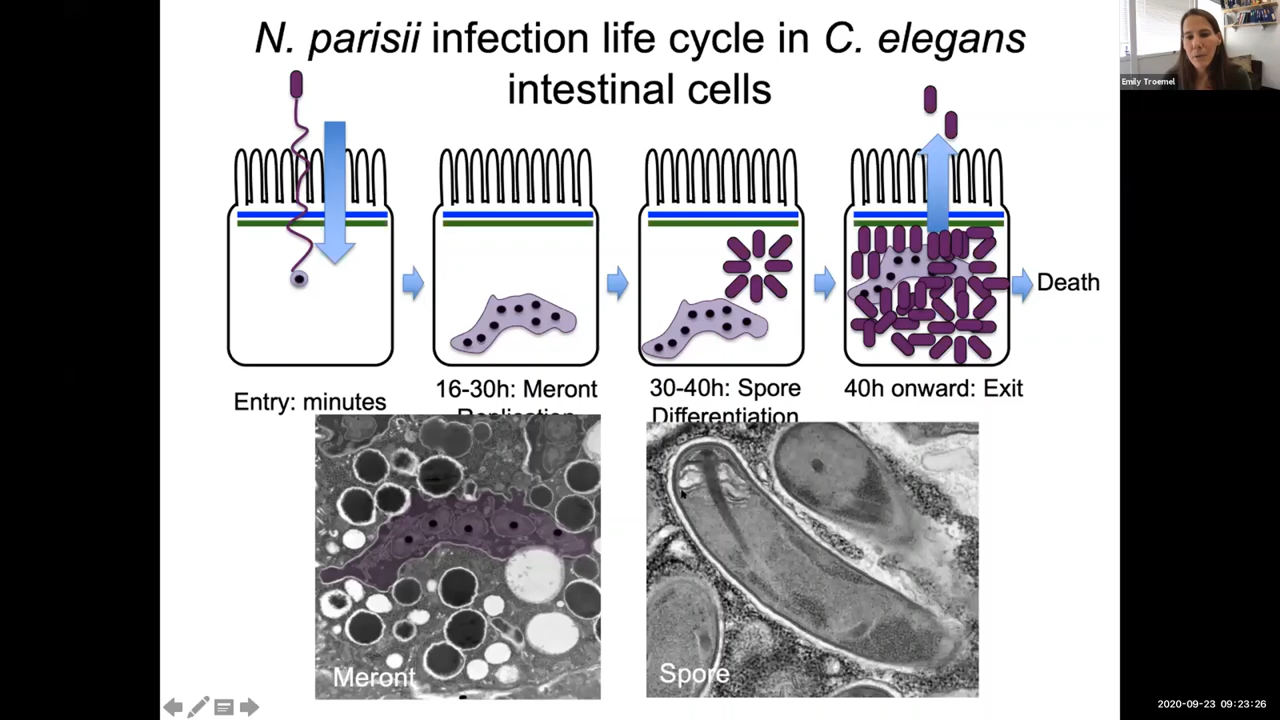 N. parisii infection life cycle in C. elegans
intestinal cells
Emily Troemel
Death
Entry: minutes
16-30h: Meront
Replication
30-40h: Spore
Differentiation
40h onward: Exit
Meront
Spore
2020-09-23 09:23:26